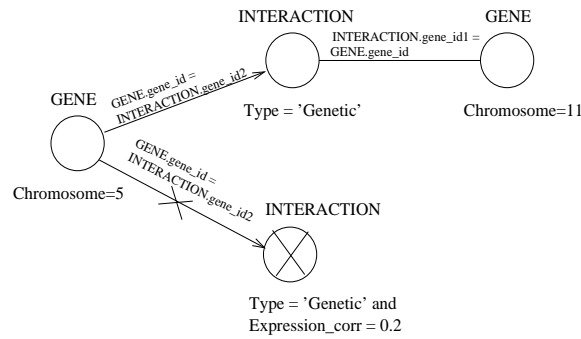 INTERACTION
GENE
INTERACTION.gene_id1 =
GENE.gene_id
GENE.gene_id =
INTERACTION.gene_id2
GENE
Type = 'Genetic'
Chromosome=11
GENE.gene_id =
INTERACTION.gene_id2
Chromosome=5
INTERACTION
Type = 'Genetic' and
Expression_corr = 0.2